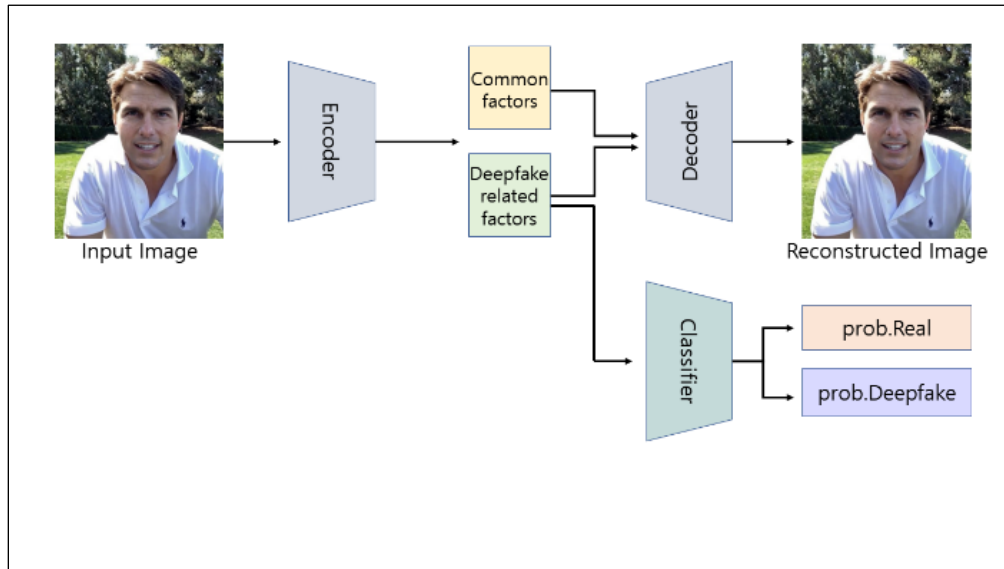 Input Image
Encoder
Common
factors
Deepfake
related
factors
Decoder
Reconstructed Image
Classifier
prob.Real
prob.Deepfake